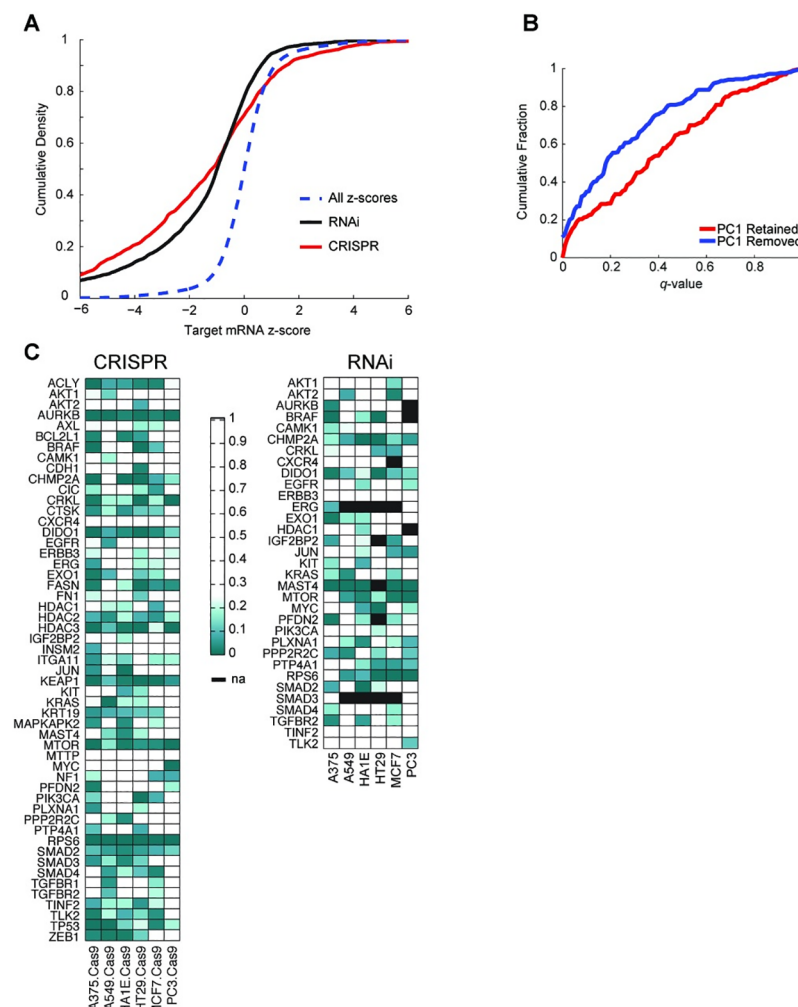 A
1
0.8
0.6
0.4
0.2
0
Cumulative Density
All z-scores
RNAi
CRISPR
-6
-4
-2
0
2
4
6
Target mRNA z-score
B
1
0.8
0.6
0.4
0.2
0
Cumulative Fraction
PC1 Retained
PC1 Removed
0
0.2
0.4
0.6
0.8
q-value
C
CRISPR
ACLY
AKT1
AKT2
AURKB
AXL
BCL2L1
BRAF
CAMK1
CDH1
CHMP2A
CIC
CRKL
CTSK
CXCR4
DIDO1
EGFR
ERBB3
ERG
EXO1
FASN
FN1
HDAC1
HDAC2
HDAC3
IGF2BP2
INSM2
ITGA11
JUN
KEAP1
KIT
KRAS
KRT19
MAPKAPK2
MAST4
MTOR
MTTP
MYC
NF1
PFDN2
PIK3CA
PLXNA1
PPP2R2C
PTP4A1
RPS6
SMAD2
SMAD3
SMAD4
TGFBR1
TGFBR2
TINF2
TLK2
TP53
ZEB1
A375.Cas9
A549.Cas9
HA1E.Cas9
HT29.Cas9
MCF7.Cas9
PC3.Cas9
1
0.9
0.8
0.7
0.6
0.5
0.4
0.3
0.2
0.1
0
na
RNAi
AKT1
AKT2
AURKB
BRAF
CAMK1
CHMP2A
CRKL
CXCR4
DIDO1
EGFR
ERBB3
ERG
EXO1
HDAC1
IGF2BP2
JUN
KIT
KRAS
MAST4
MTOR
MYC
PFDN2
PIK3CA
PLXNA1
PPP2R2C
PTP4A1
RPS6
SMAD2
SMAD3
SMAD4
TGFBR2
TINF2
TLK2
A375
A549
HA1E
HT29
MCF7
PC3